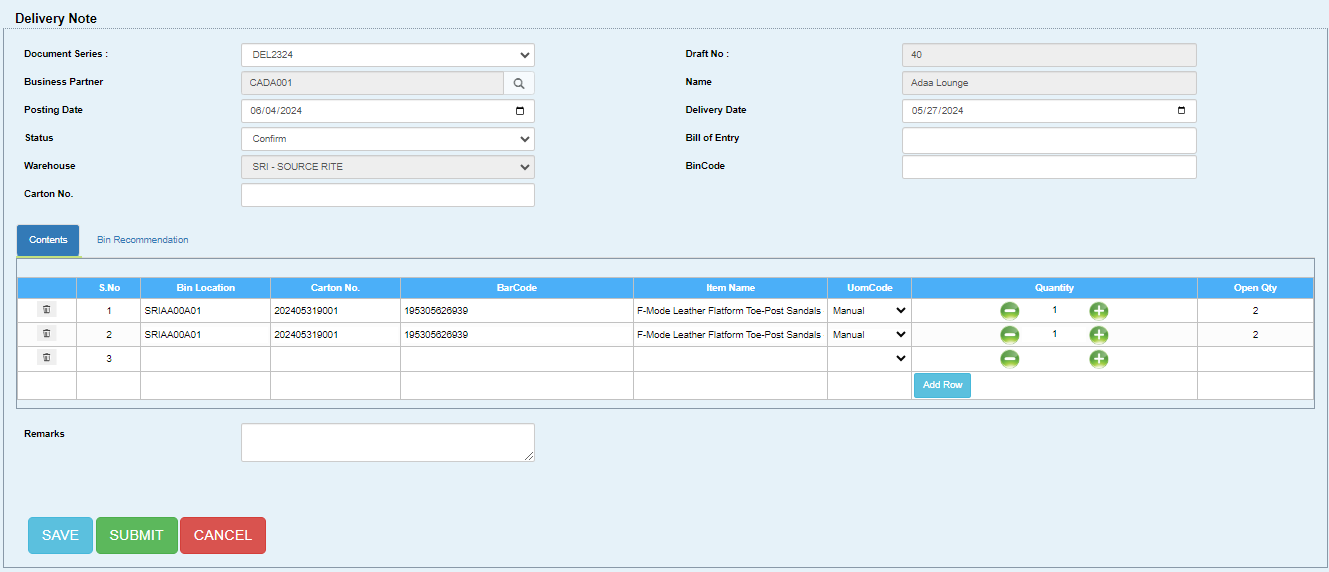 Delivery Note
Document Series : DEL2324 Draft No : 40
Business Partner CADA001 Name Adaa Lounge
Posting Date 06/04/2024 Delivery Date 05/27/2024
Status Confirm Bill of Entry
Warehouse SRI - SOURCE RITE BinCode
Carton No.
Contents Bin Recommendation
S.No Bin Location Carton No. BarCode Item Name UomCode Quantity Open Qty
1 SRIAA00A01 202405319001 195305626939 F-Mode Leather Flatform Toe-Post Sandals Manual 1 2
2 SRIAA00A01 202405319001 195305626939 F-Mode Leather Flatform Toe-Post Sandals Manual 1 2
3
Add Row
Remarks
SAVE SUBMIT CANCEL